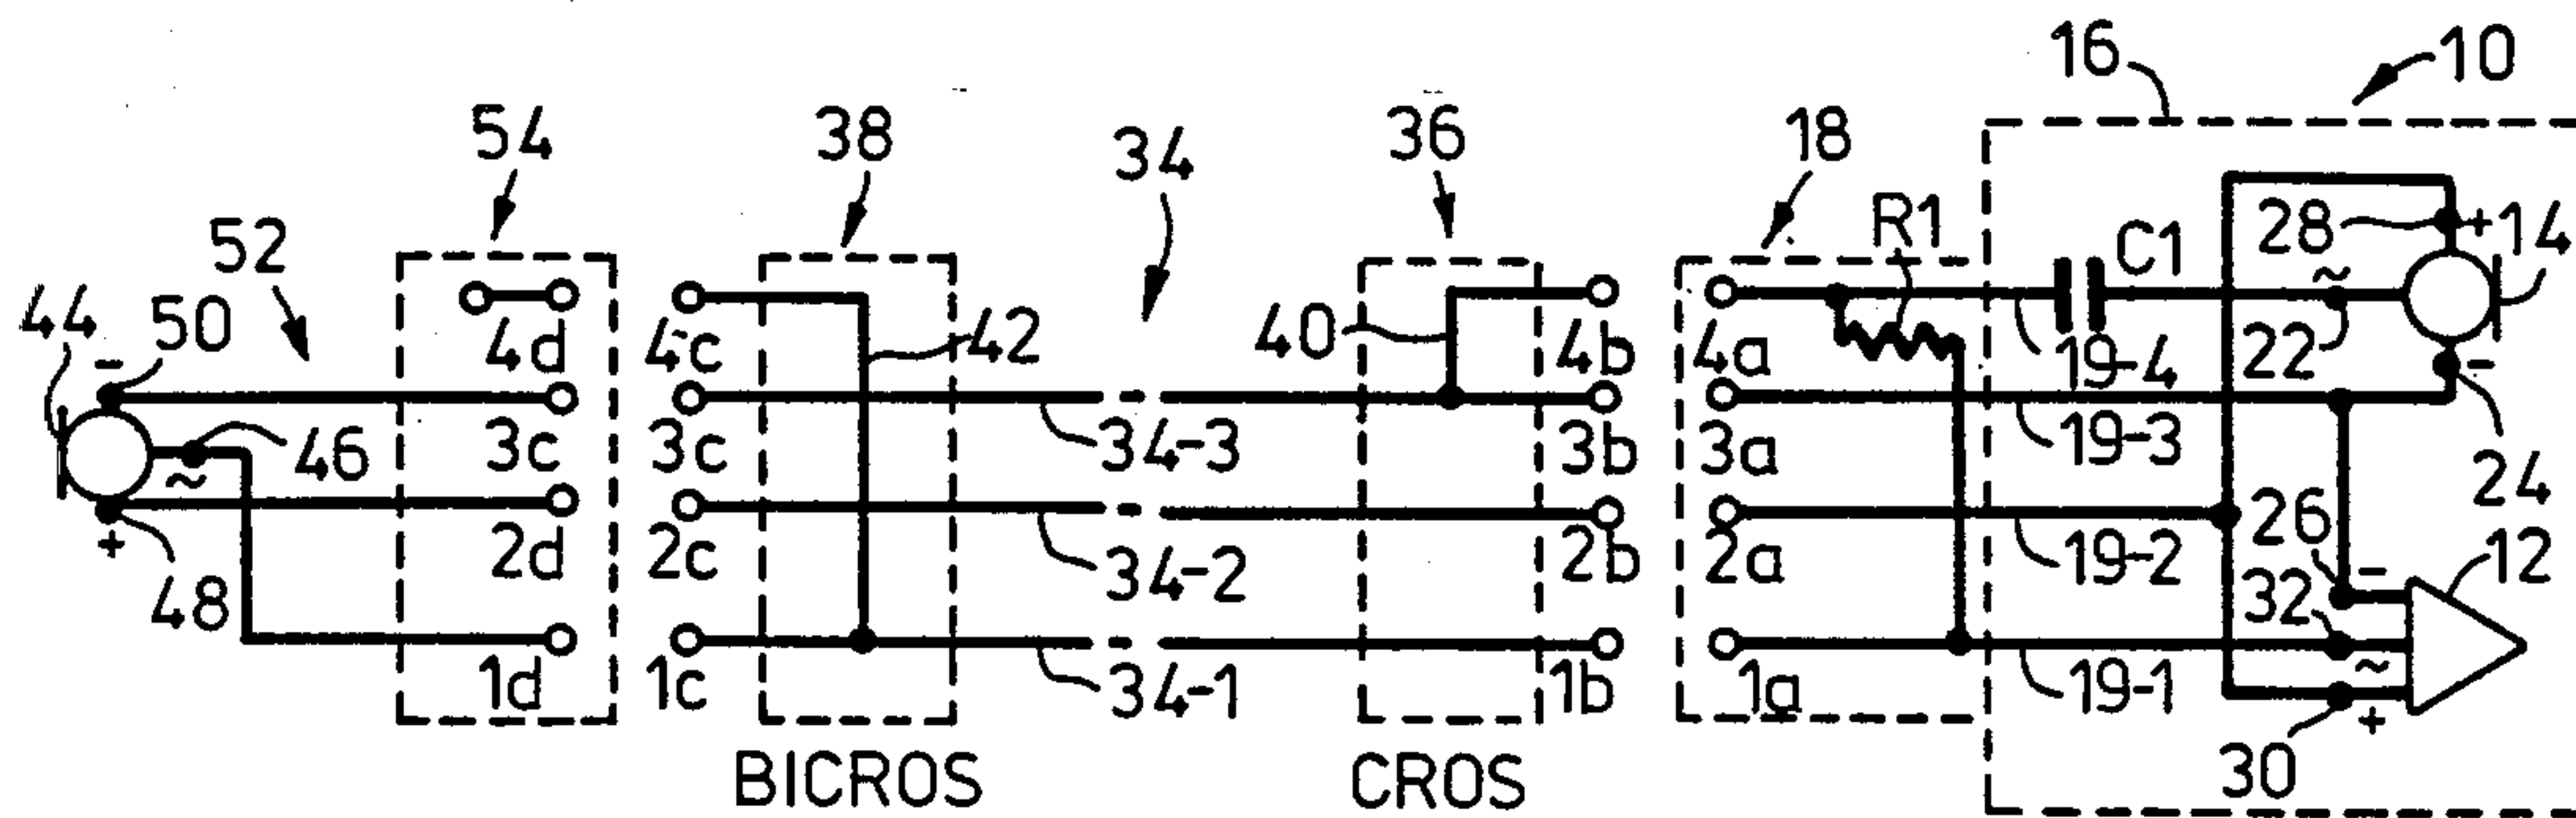 16 10
54 38 34 36 18
52 R1 C1 28 + 14
44 50 - 4d 4c 42 40 4b 4a 19-4 22 ~ -
46 ~ 3c 3c 34-3 3b 3a 19-3 24
48 + 2d 2c 34-2 2b 2a 19-2 26 - 12
32 ~
1d 1c 34-1 1b 1a 19-1 30 +
BICROS CROS